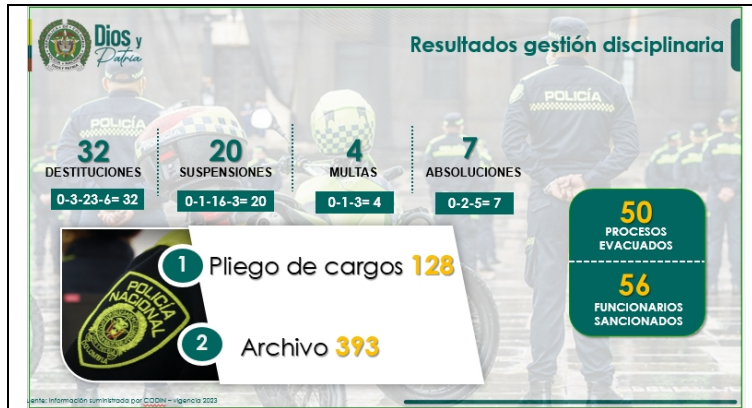 Dios y
Patria
Resultados gestión disciplinaria
POLICÍA
POLICÍA
32
DESTITUCIONES
0-3-23-6= 32
20
SUSPENSIONES
0-1-16-3= 20
4
MULTAS
0-1-3= 4
7
ABSOLUCIONES
0-2-5= 7
50
PROCESOS
EVACUADOS
56
FUNCIONARIOS
SANCIONADOS
POLICÍA
NACIONAL
1 Pliego de cargos 128
2 Archivo 393
uente: Información suministrada por CODIN – vigencia 2023